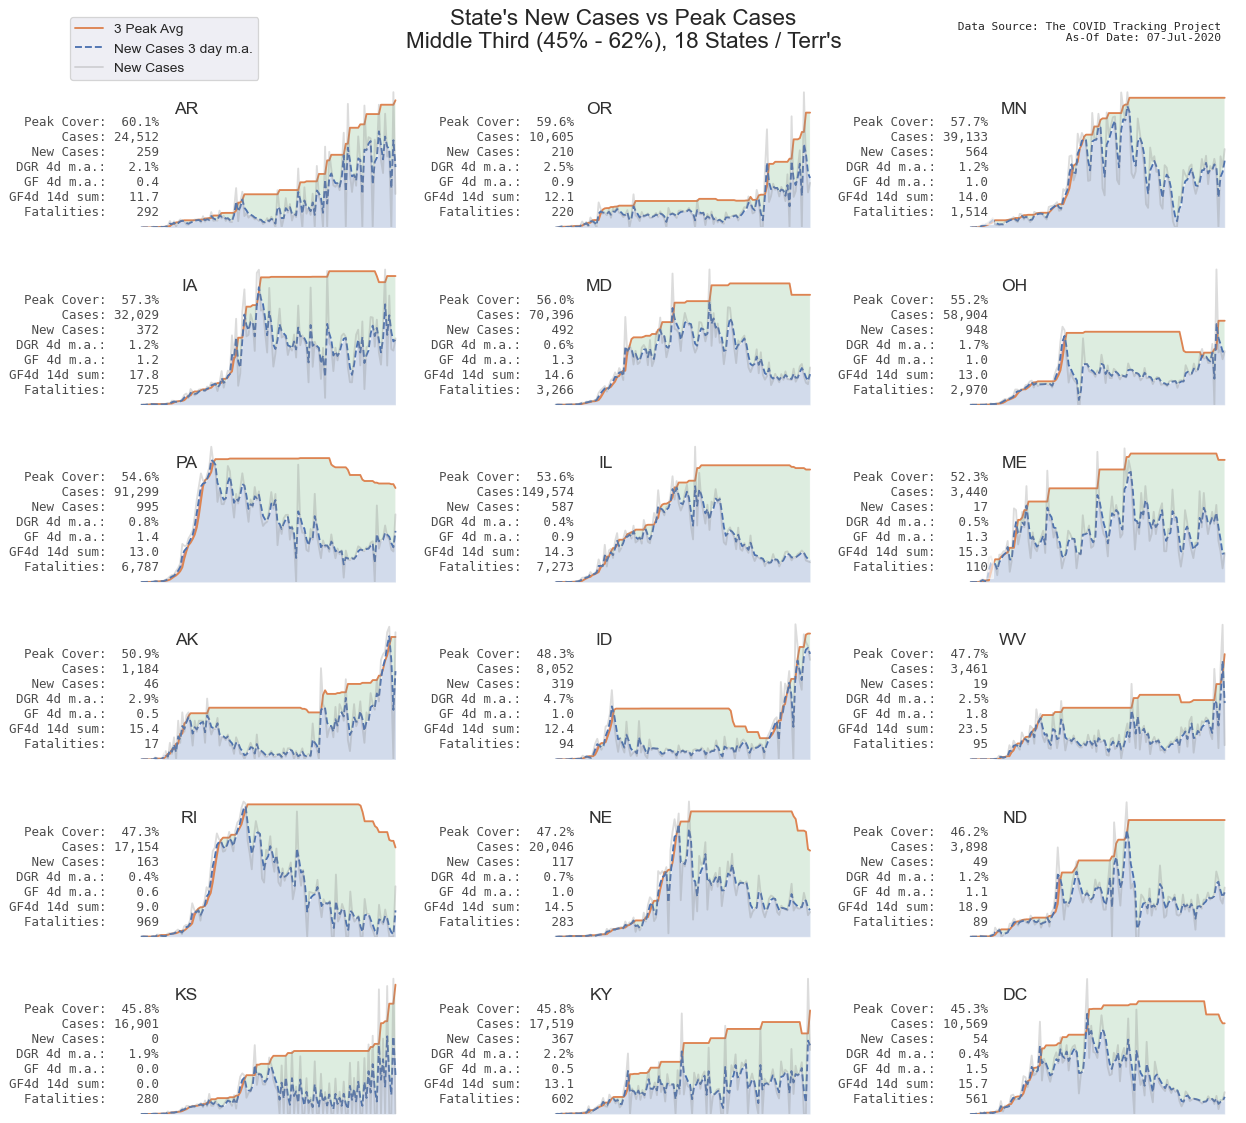 State's New Cases vs Peak Cases
Middle Third (45% - 62%), 18 States / Terr's
3 Peak Avg
New Cases 3 day m.a.
New Cases
Data Source: The COVID Tracking Project
As-Of Date: 07-Jul-2020
AR
Peak Cover: 60.1%
Cases: 24,512
New Cases: 259
DGR 4d m.a.: 2.1%
GF 4d m.a.: 0.4
GF4d 14d sum: 11.7
Fatalities: 292
OR
Peak Cover: 59.6%
Cases: 10,605
New Cases: 210
DGR 4d m.a.: 2.5%
GF 4d m.a.: 0.9
GF4d 14d sum: 12.1
Fatalities: 220
MN
Peak Cover: 57.7%
Cases: 39,133
New Cases: 564
DGR 4d m.a.: 1.2%
GF 4d m.a.: 1.0
GF4d 14d sum: 14.0
Fatalities: 1,514
IA
Peak Cover: 57.3%
Cases: 32,029
New Cases: 372
DGR 4d m.a.: 1.2%
GF 4d m.a.: 1.2
GF4d 14d sum: 17.8
Fatalities: 725
MD
Peak Cover: 56.0%
Cases: 70,396
New Cases: 492
DGR 4d m.a.: 0.6%
GF 4d m.a.: 1.3
GF4d 14d sum: 14.6
Fatalities: 3,266
OH
Peak Cover: 55.2%
Cases: 58,904
New Cases: 948
DGR 4d m.a.: 1.7%
GF 4d m.a.: 1.0
GF4d 14d sum: 13.0
Fatalities: 2,970
PA
Peak Cover: 54.6%
Cases: 91,299
New Cases: 995
DGR 4d m.a.: 0.8%
GF 4d m.a.: 1.4
GF4d 14d sum: 13.0
Fatalities: 6,787
IL
Peak Cover: 53.6%
Cases:149,574
New Cases: 587
DGR 4d m.a.: 0.4%
GF 4d m.a.: 0.9
GF4d 14d sum: 14.3
Fatalities: 7,273
ME
Peak Cover: 52.3%
Cases: 3,440
New Cases: 17
DGR 4d m.a.: 0.5%
GF 4d m.a.: 1.3
GF4d 14d sum: 15.3
Fatalities: 110
AK
Peak Cover: 50.9%
Cases: 1,184
New Cases: 46
DGR 4d m.a.: 2.9%
GF 4d m.a.: 0.5
GF4d 14d sum: 15.4
Fatalities: 17
ID
Peak Cover: 48.3%
Cases: 8,052
New Cases: 319
DGR 4d m.a.: 4.7%
GF 4d m.a.: 1.0
GF4d 14d sum: 12.4
Fatalities: 94
WV
Peak Cover: 47.7%
Cases: 3,461
New Cases: 19
DGR 4d m.a.: 2.5%
GF 4d m.a.: 1.8
GF4d 14d sum: 23.5
Fatalities: 95
RI
Peak Cover: 47.3%
Cases: 17,154
New Cases: 163
DGR 4d m.a.: 0.4%
GF 4d m.a.: 0.6
GF4d 14d sum: 9.0
Fatalities: 969
NE
Peak Cover: 47.2%
Cases: 20,046
New Cases: 117
DGR 4d m.a.: 0.7%
GF 4d m.a.: 1.0
GF4d 14d sum: 14.5
Fatalities: 283
ND
Peak Cover: 46.2%
Cases: 3,898
New Cases: 49
DGR 4d m.a.: 1.2%
GF 4d m.a.: 1.1
GF4d 14d sum: 18.9
Fatalities: 89
KS
Peak Cover: 45.8%
Cases: 16,901
New Cases: 0
DGR 4d m.a.: 1.9%
GF 4d m.a.: 0.0
GF4d 14d sum: 0.0
Fatalities: 280
KY
Peak Cover: 45.8%
Cases: 17,519
New Cases: 367
DGR 4d m.a.: 2.2%
GF 4d m.a.: 0.5
GF4d 14d sum: 13.1
Fatalities: 602
DC
Peak Cover: 45.3%
Cases: 10,569
New Cases: 54
DGR 4d m.a.: 0.4%
GF 4d m.a.: 1.5
GF4d 14d sum: 15.7
Fatalities: 561